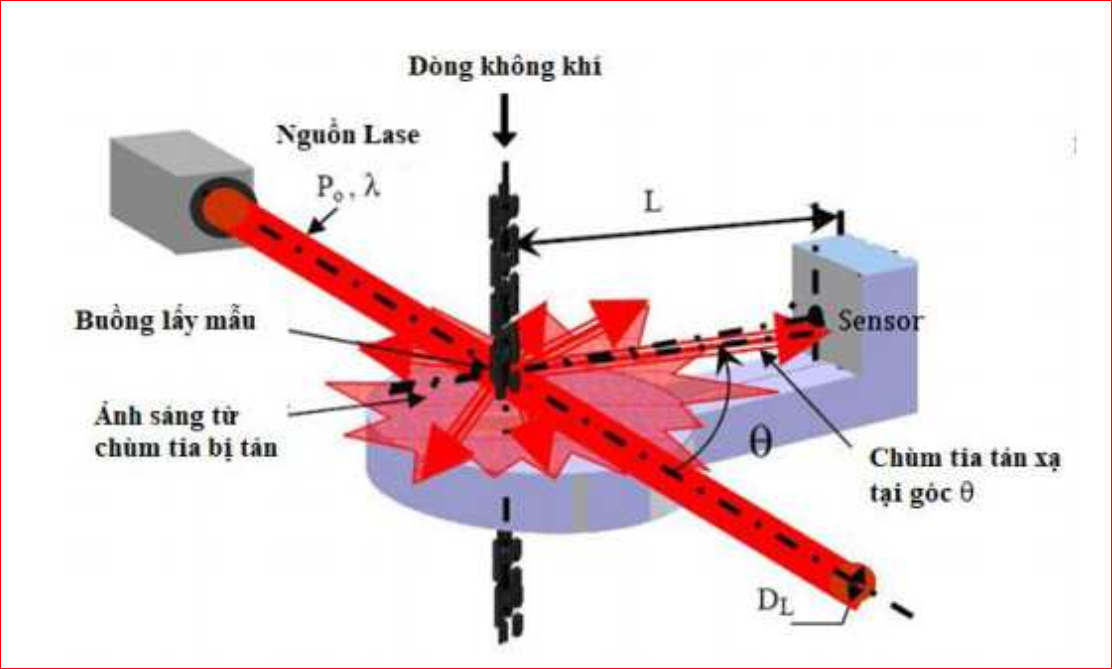 Dòng không khí
Nguồn Lase
Pₒ , λ
L
Buồng lấy mẫu
Sensor
Ánh sáng từ
chùm tia bị tán
θ
Chùm tia tán xạ
tại góc θ
D_L